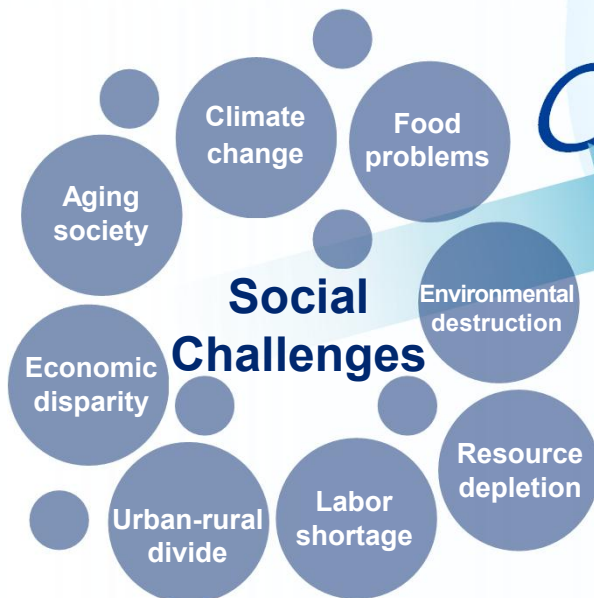 Climate
change
Food
problems
Aging
society
Social
Challenges
Environmental
destruction
Economic
disparity
Resource
depletion
Labor
shortage
Urban-rural
divide